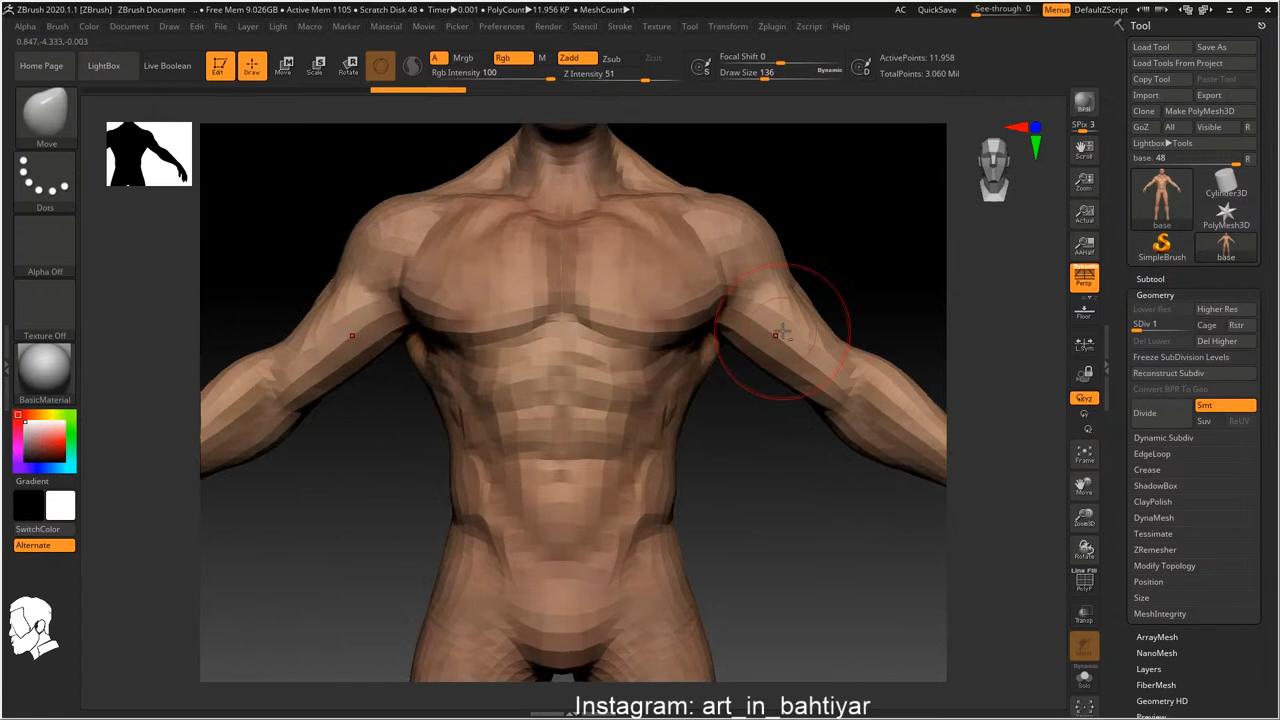 ZBrush 2020.1.1 [ZBrush] ZBrush Document .. • Free Memory 9.026GB • Active Memory 1105 • Scratch Disk 48 • Timer▶0.001 • PolyCount▶11.956 KP • MeshCount▶1 AC QuickSave See-through 0 Menus DefaultZScript
Alpha Brush Color Document Draw Edit File Layer Light Macro Marker Material Movie Picker Preferences Render Stencil Stroke Texture Tool Transform Zplugin Zscript Help
0.847,-4.333,-0.003
Home Page LightBox Live Boolean Edit Draw Move Scale Rotate
A Mrgb Rgb M Zadd Zsub Zcut
Rgb Intensity 100 Z Intensity 51
S Focal Shift 0
Draw Size 136 Dynamic D
ActivePoints: 11,958
TotalPoints: 3.060 Mil
Move
Dots
Alpha Off
Texture Off
BasicMaterial
Gradient
SwitchColor
Alternate
BPR
SPix 3
Scroll
Zoom
Actual
AAHalf
Dynamic
Persp
Floor
L.Sym
XYZ
Frame
Move
Zoom3D
Rotate
Line Fill
PolyF
Transp
Dynamic
Solo
Xpose
Tool
Load Tool Save As
Load Tools From Project
Copy Tool Paste Tool
Import Export
Clone Make PolyMesh3D
GoZ All Visible R
Lightbox▶Tools
base. 48 R
base Cylinder3D
PolyMesh3D
SimpleBrush base
Subtool
Geometry
Lower Res Higher Res
SDiv 1 Cage Rstr
Del Lower Del Higher
Freeze SubDivision Levels
Reconstruct Subdiv
Convert BPR To Geo
Divide Smt
Suv ReUV
Dynamic Subdiv
EdgeLoop
Crease
ShadowBox
ClayPolish
DynaMesh
Tessimate
ZRemesher
Modify Topology
Position
Size
MeshIntegrity
ArrayMesh
NanoMesh
Layers
FiberMesh
Geometry HD
Preview
Instagram: art_in_bahtiyar